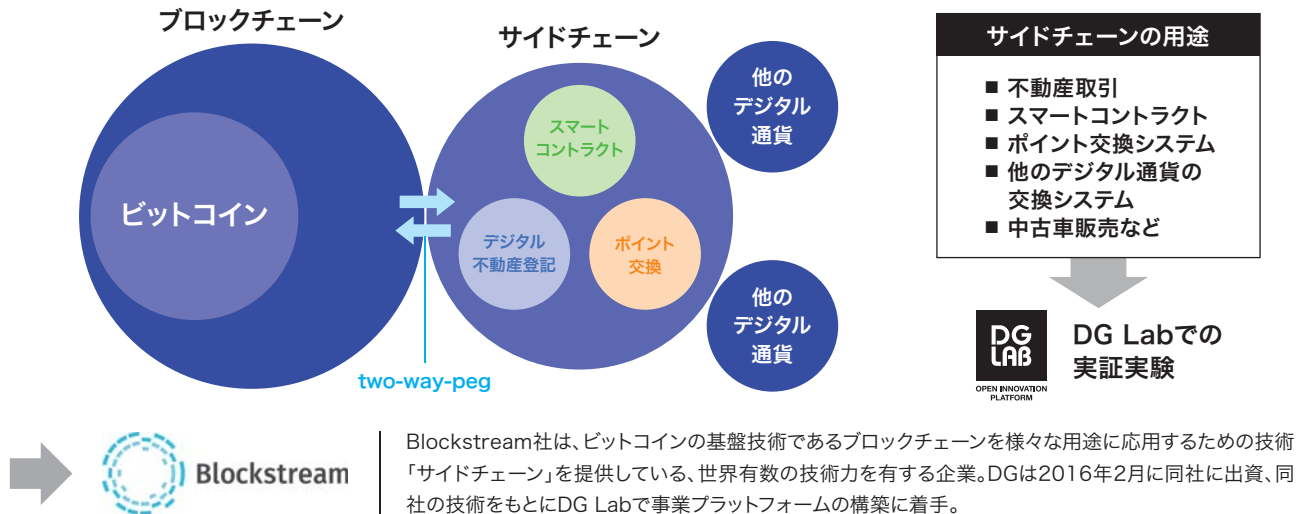 ブロックチェーン
サイドチェーン
ビットコイン
スマート
コントラクト
デジタル
不動産登記
ポイント
交換
他の
デジタル
通貨
他の
デジタル
通貨
two-way-peg
サイドチェーンの用途
■ 不動産取引
■ スマートコントラクト
■ ポイント交換システム
■ 他のデジタル通貨の
交換システム
■ 中古車販売など
DG
LAB
OPEN INNOVATION
PLATFORM
DG Labでの
実証実験
Blockstream
Blockstream社は、ビットコインの基盤技術であるブロックチェーンを様々な用途に応用するための技術
「サイドチェーン」を提供している、世界有数の技術力を有する企業。DGは2016年2月に同社に出資、同
社の技術をもとにDG Labで事業プラットフォームの構築に着手。